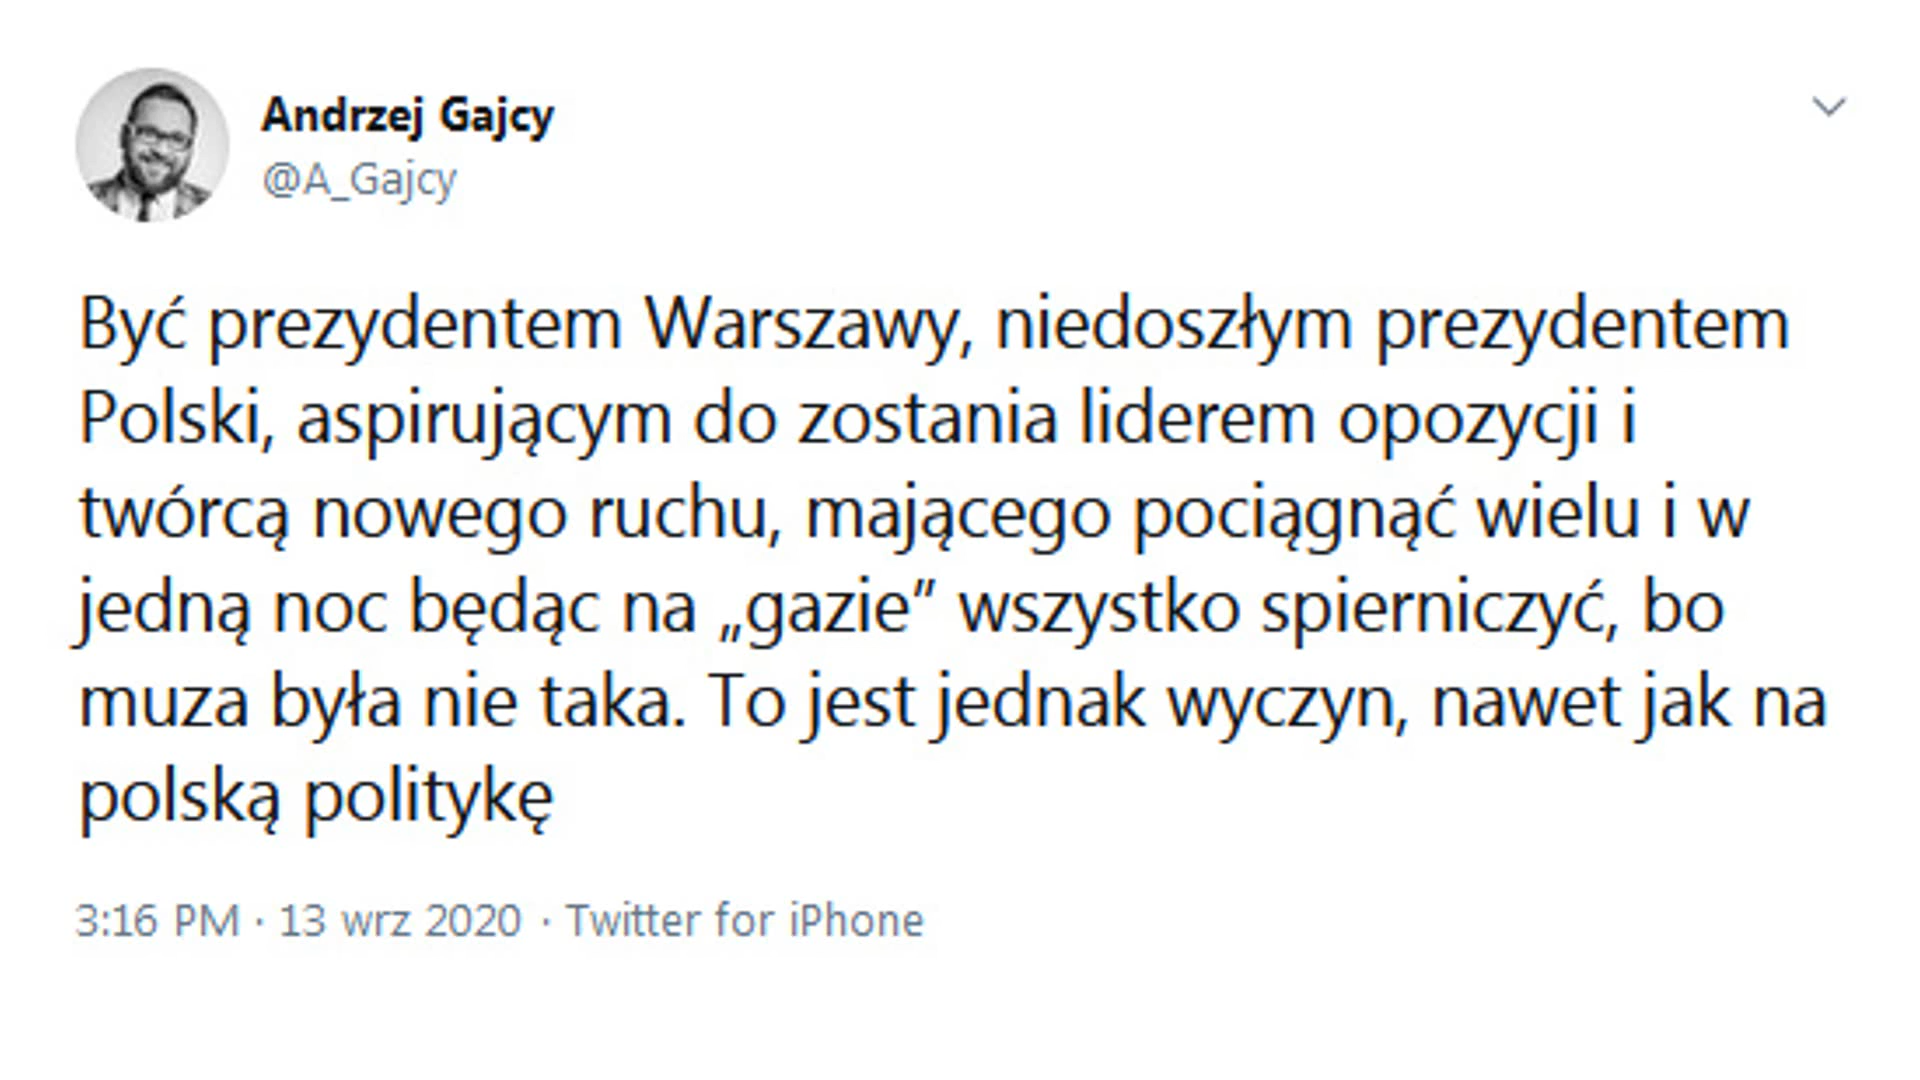 Andrzej Gajcy
@A_Gajcy
Być prezydentem Warszawy, niedoszłym prezydentem
Polski, aspirującym do zostania liderem opozycji i
twórcą nowego ruchu, mającego pociągnąć wielu i w
jedną noc będąc na „gazie” wszystko spierniczyć, bo
muza była nie taka. To jest jednak wyczyn, nawet jak na
polską politykę
3:16 PM · 13 wrz 2020 · Twitter for iPhone